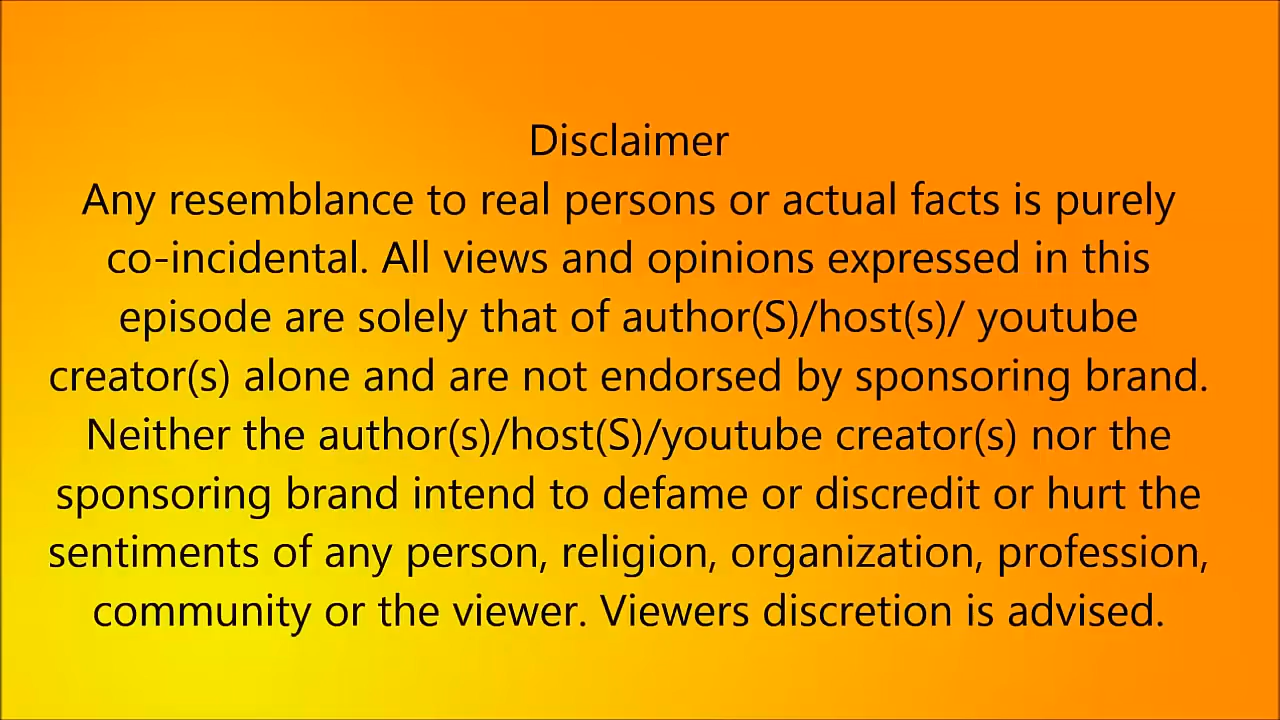 Disclaimer
Any resemblance to real persons or actual facts is purely
co-incidental. All views and opinions expressed in this
episode are solely that of author(S)/host(s)/ youtube
creator(s) alone and are not endorsed by sponsoring brand.
Neither the author(s)/host(S)/youtube creator(s) nor the
sponsoring brand intend to defame or discredit or hurt the
sentiments of any person, religion, organization, profession,
community or the viewer. Viewers discretion is advised.